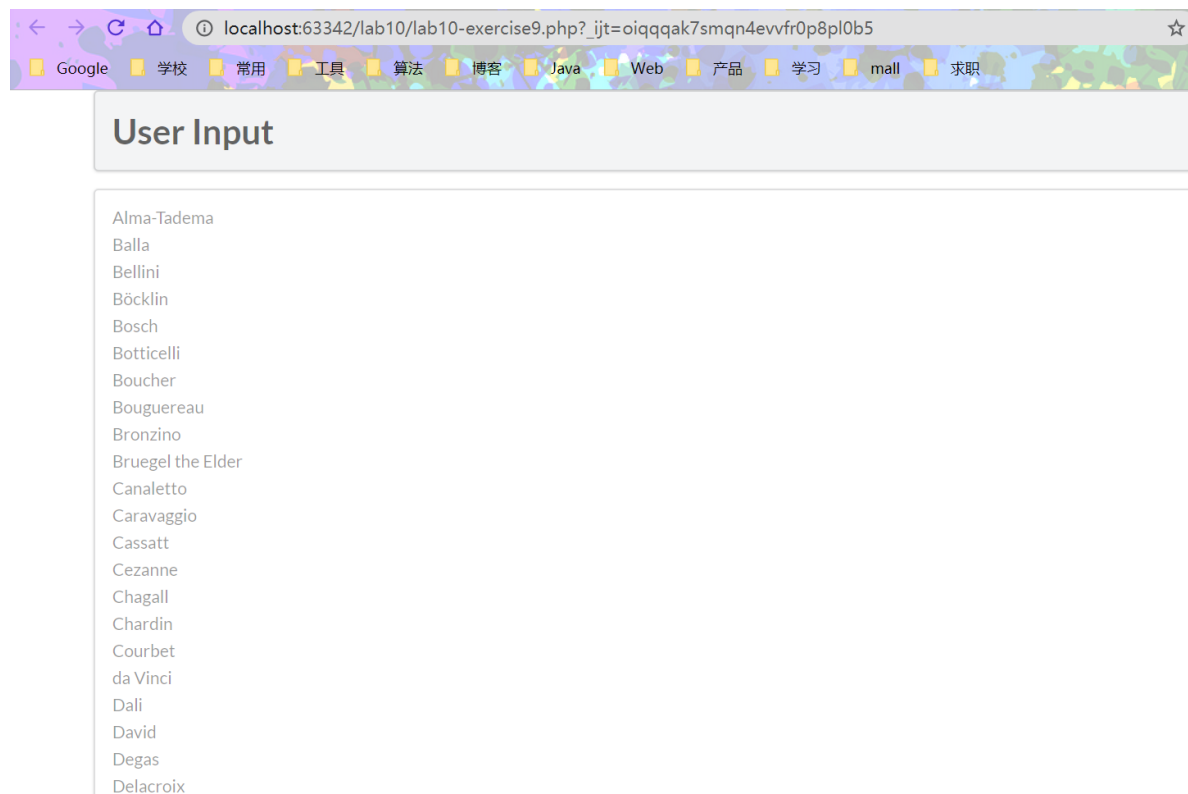 localhost:63342/lab10/lab10-exercise9.php?_ijt=oiqqqak7smqn4evvfr0p8pl0b5
Google 学校 常用 工具 算法 博客 Java Web 产品 学习 mall 求职
User Input
Alma-Tadema
Balla
Bellini
Böcklin
Bosch
Botticelli
Boucher
Bouguereau
Bronzino
Bruegel the Elder
Canaletto
Caravaggio
Cassatt
Cezanne
Chagall
Chardin
Courbet
da Vinci
Dali
David
Degas
Delacroix